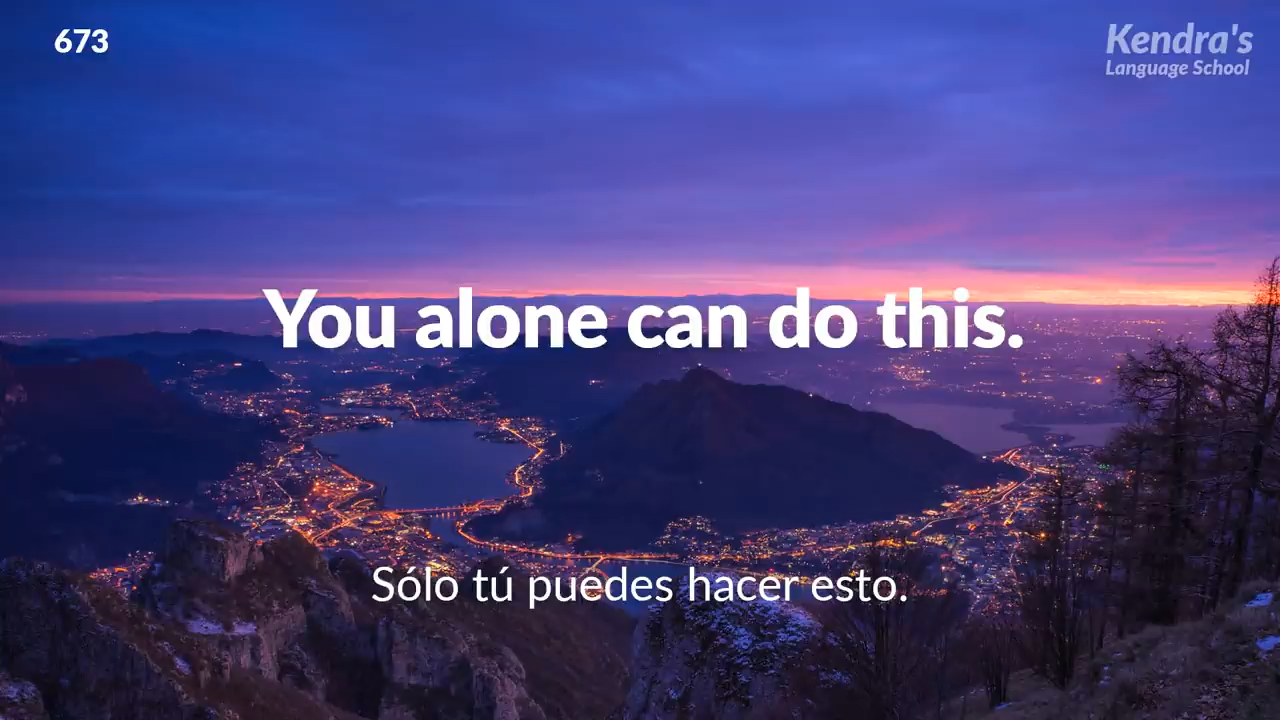 673
Kendra's
Language School
You alone can do this.
Sólo tú puedes hacer esto.